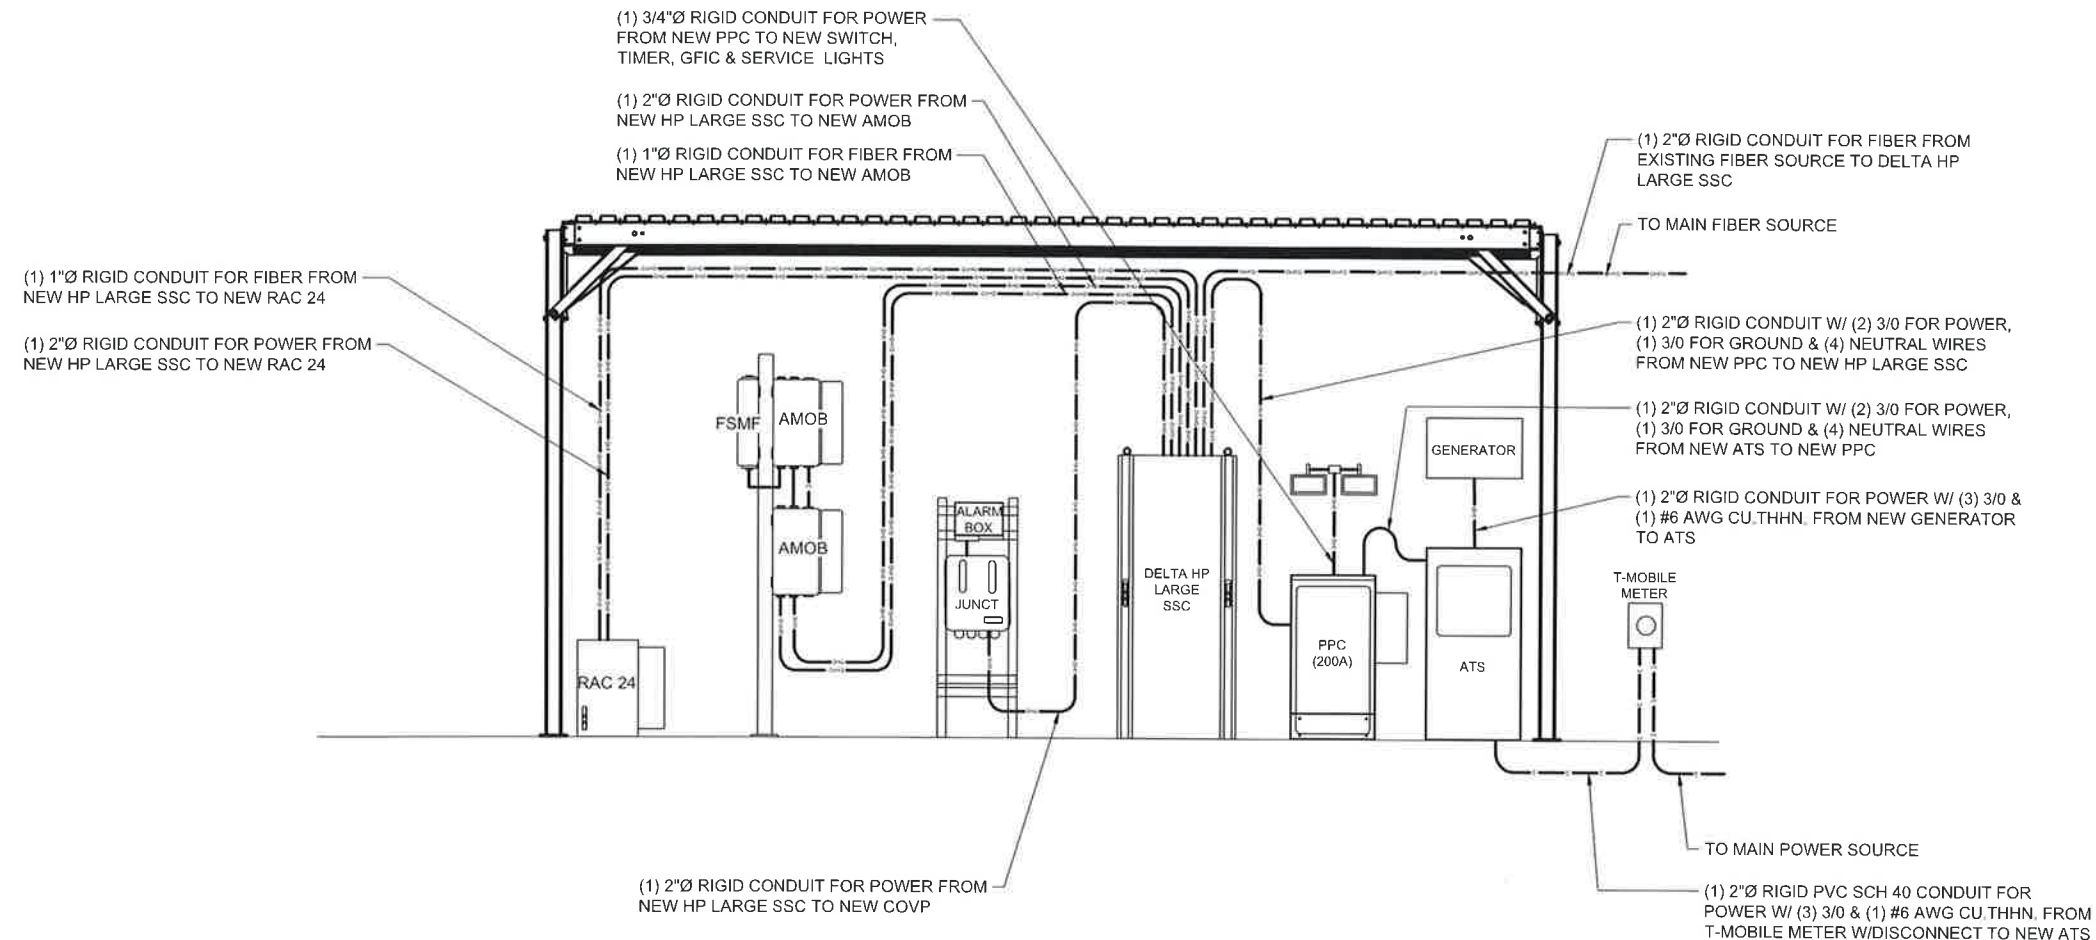 (1) 3/4"Ø RIGID CONDUIT FOR POWER
FROM NEW PPC TO NEW SWITCH,
TIMER, GFIC & SERVICE LIGHTS
(1) 2"Ø RIGID CONDUIT FOR POWER FROM
NEW HP LARGE SSC TO NEW AMOB
(1) 1"Ø RIGID CONDUIT FOR FIBER FROM
NEW HP LARGE SSC TO NEW AMOB
(1) 2"Ø RIGID CONDUIT FOR FIBER FROM
EXISTING FIBER SOURCE TO DELTA HP
LARGE SSC
TO MAIN FIBER SOURCE
(1) 1"Ø RIGID CONDUIT FOR FIBER FROM
NEW HP LARGE SSC TO NEW RAC 24
(1) 2"Ø RIGID CONDUIT FOR POWER FROM
NEW HP LARGE SSC TO NEW RAC 24
(1) 2"Ø RIGID CONDUIT W/ (2) 3/0 FOR POWER,
(1) 3/0 FOR GROUND & (4) NEUTRAL WIRES
FROM NEW PPC TO NEW HP LARGE SSC
(1) 2"Ø RIGID CONDUIT W/ (2) 3/0 FOR POWER,
(1) 3/0 FOR GROUND & (4) NEUTRAL WIRES
FROM NEW ATS TO NEW PPC
(1) 2"Ø RIGID CONDUIT FOR POWER W/ (3) 3/0 &
(1) #6 AWG CU.THHN. FROM NEW GENERATOR
TO ATS
FSMF
AMOB
GENERATOR
ALARM
BOX
AMOB
JUNCT
DELTA HP
LARGE
SSC
T-MOBILE
METER
PPC
(200A)
ATS
RAC 24
TO MAIN POWER SOURCE
(1) 2"Ø RIGID CONDUIT FOR POWER FROM
NEW HP LARGE SSC TO NEW COVP
(1) 2"Ø RIGID PVC SCH 40 CONDUIT FOR
POWER W/ (3) 3/0 & (1) #6 AWG CU.THHN. FROM
T-MOBILE METER W/DISCONNECT TO NEW ATS